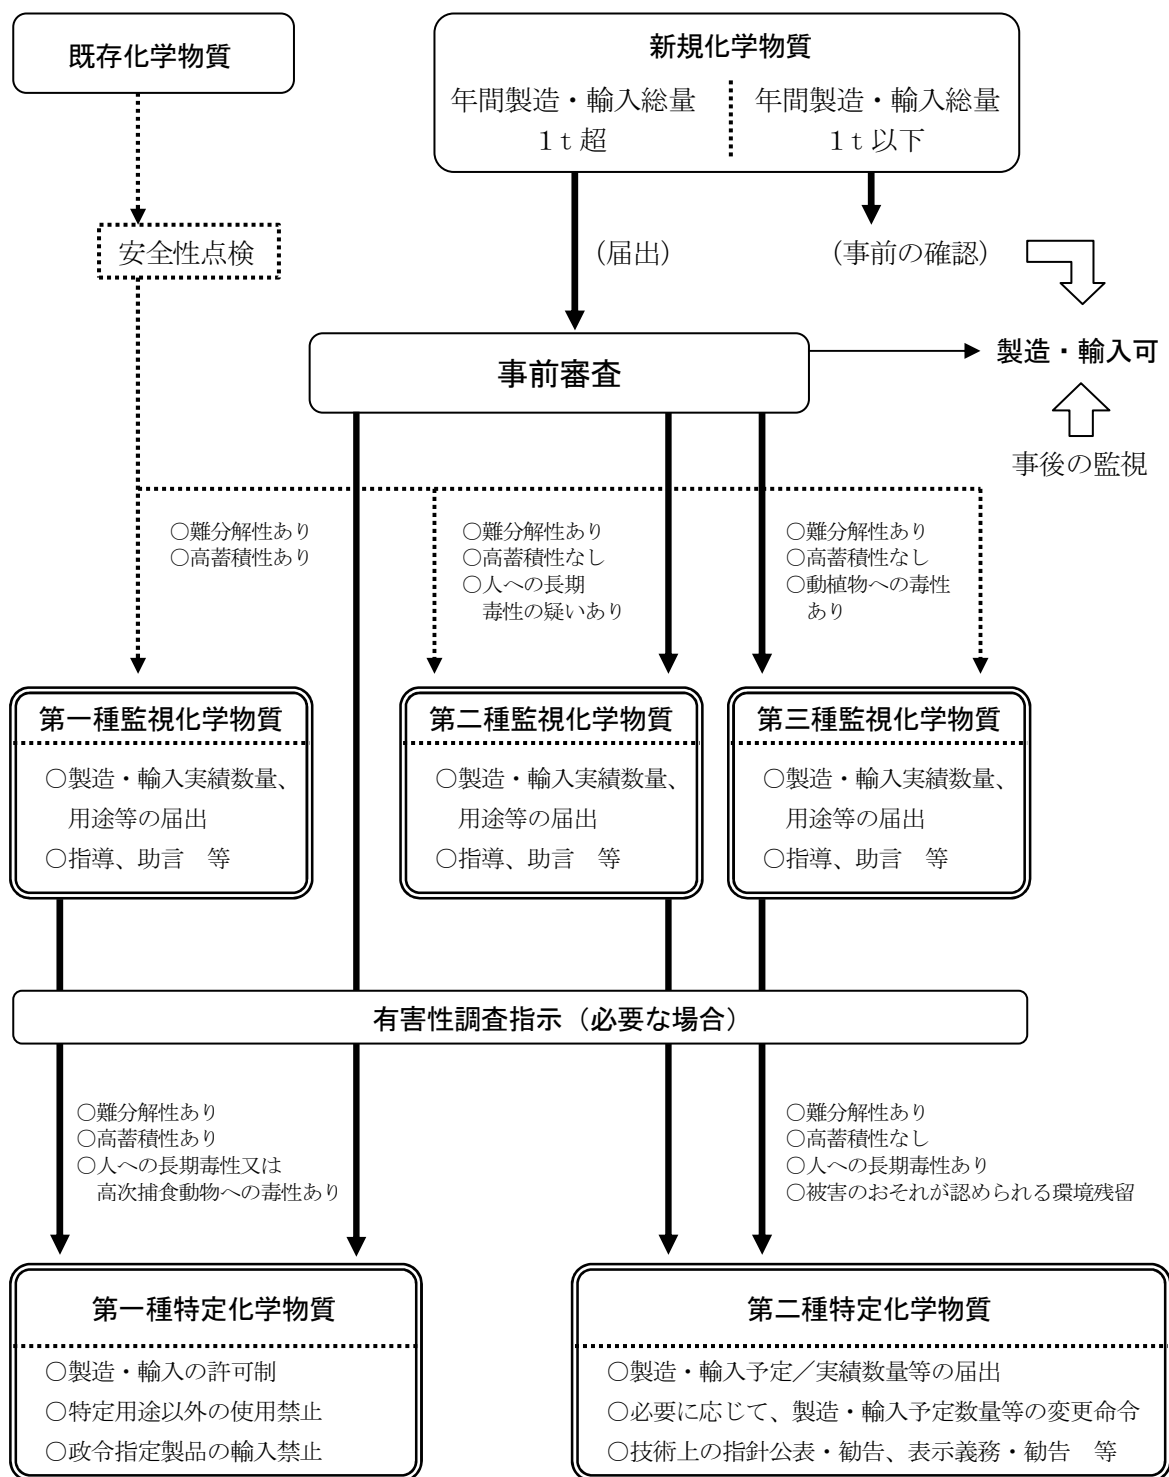 既存化学物質
新規化学物質
年間製造・輸入総量
1t超
年間製造・輸入総量
1t以下
安全性点検
(届出)
(事前の確認)
事前審査
製造・輸入可
事後の監視
○難分解性あり
○高蓄積性あり
○難分解性あり
○高蓄積性なし
○人への長期
毒性の疑いあり
○難分解性あり
○高蓄積性なし
○動植物への毒性
あり
第一種監視化学物質
○製造・輸入実績数量、
用途等の届出
○指導、助言　等
第二種監視化学物質
○製造・輸入実績数量、
用途等の届出
○指導、助言　等
第三種監視化学物質
○製造・輸入実績数量、
用途等の届出
○指導、助言　等
有害性調査指示（必要な場合）
○難分解性あり
○高蓄積性あり
○人への長期毒性又は
高次捕食動物への毒性あり
○難分解性あり
○高蓄積性なし
○人への長期毒性あり
○被害のおそれが認められる環境残留
第一種特定化学物質
○製造・輸入の許可制
○特定用途以外の使用禁止
○政令指定製品の輸入禁止
第二種特定化学物質
○製造・輸入予定／実績数量等の届出
○必要に応じて、製造・輸入予定数量等の変更命令
○技術上の指針公表・勧告、表示義務・勧告　等